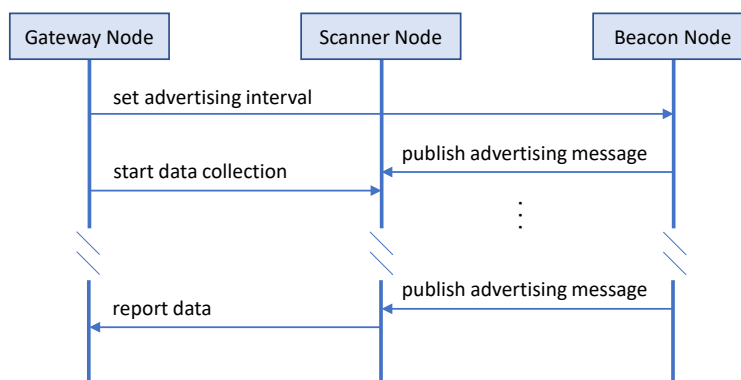 Gateway Node
Scanner Node
Beacon Node
set advertising interval
publish advertising message
start data collection
publish advertising message
report data